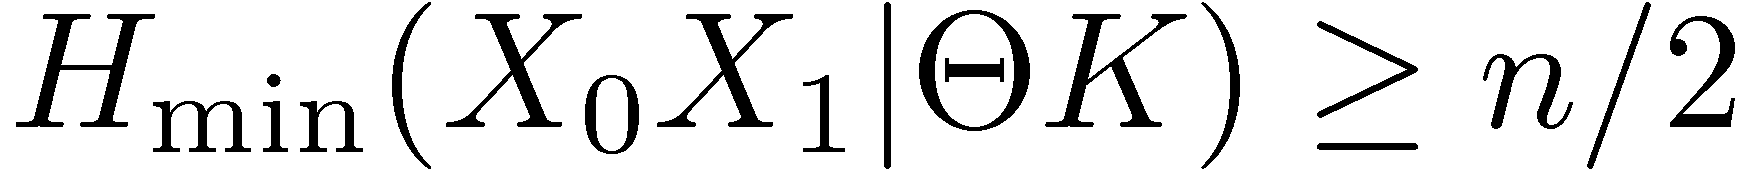 H_min(X_0X_1|ΘK) ≥ n/2